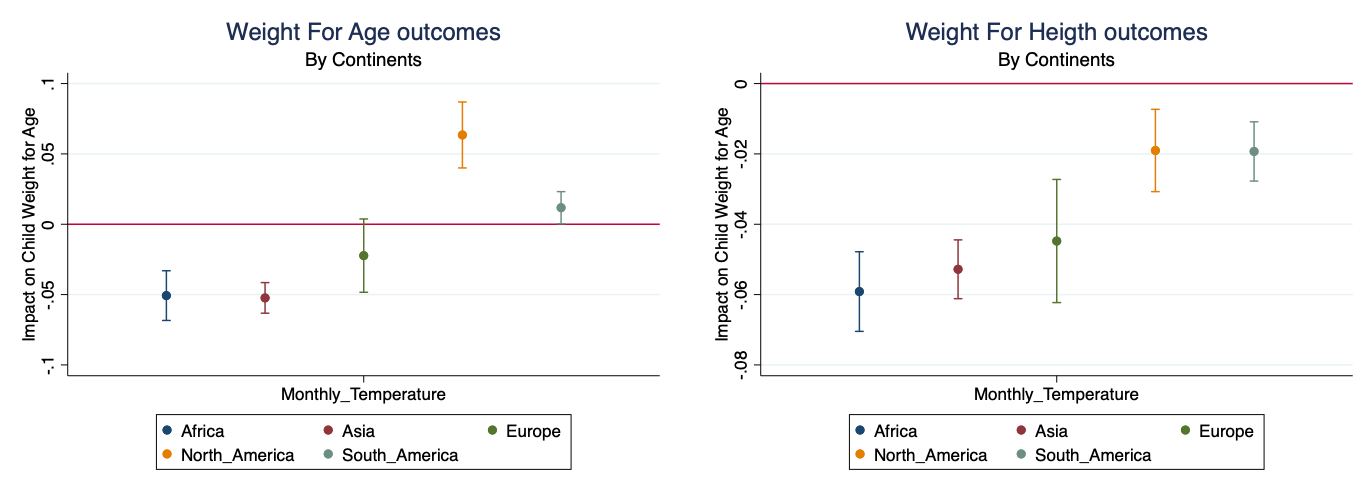 Weight For Age outcomes
By Continents
Impact on Child Weight for Age
.1
.05
0
-.05
-.1
Monthly_Temperature
Africa
Asia
Europe
North_America
South_America
Weight For Heigth outcomes
By Continents
Impact on Child Weight for Age
0
-.02
-.04
-.06
-.08
Monthly_Temperature
Africa
Asia
Europe
North_America
South_America